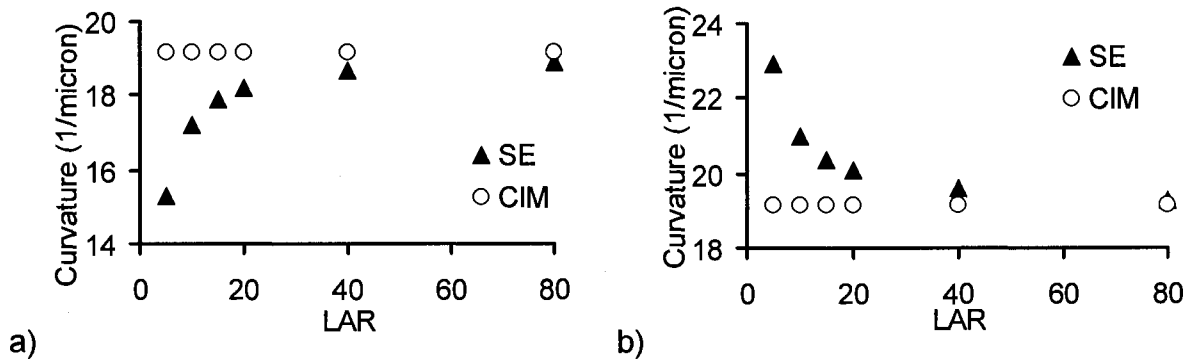 Curvature (1/micron)
20
18
16
14
0 20 40 60 80
LAR
SE
CIM
a)
Curvature (1/micron)
24
22
20
18
0 20 40 60 80
LAR
SE
CIM
b)